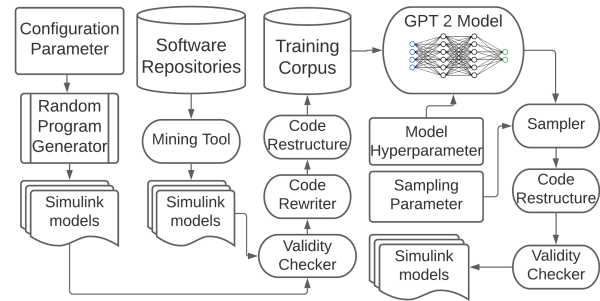 Configuration
Parameter
Random
Program
Generator
Simulink
models
Software
Repositories
Mining Tool
Simulink
models
Training
Corpus
Code
Restructure
Code
Rewriter
Validity
Checker
GPT 2 Model
Model
Hyperparameter
Sampling
Parameter
Sampler
Code
Restructure
Validity
Checker
Simulink
models